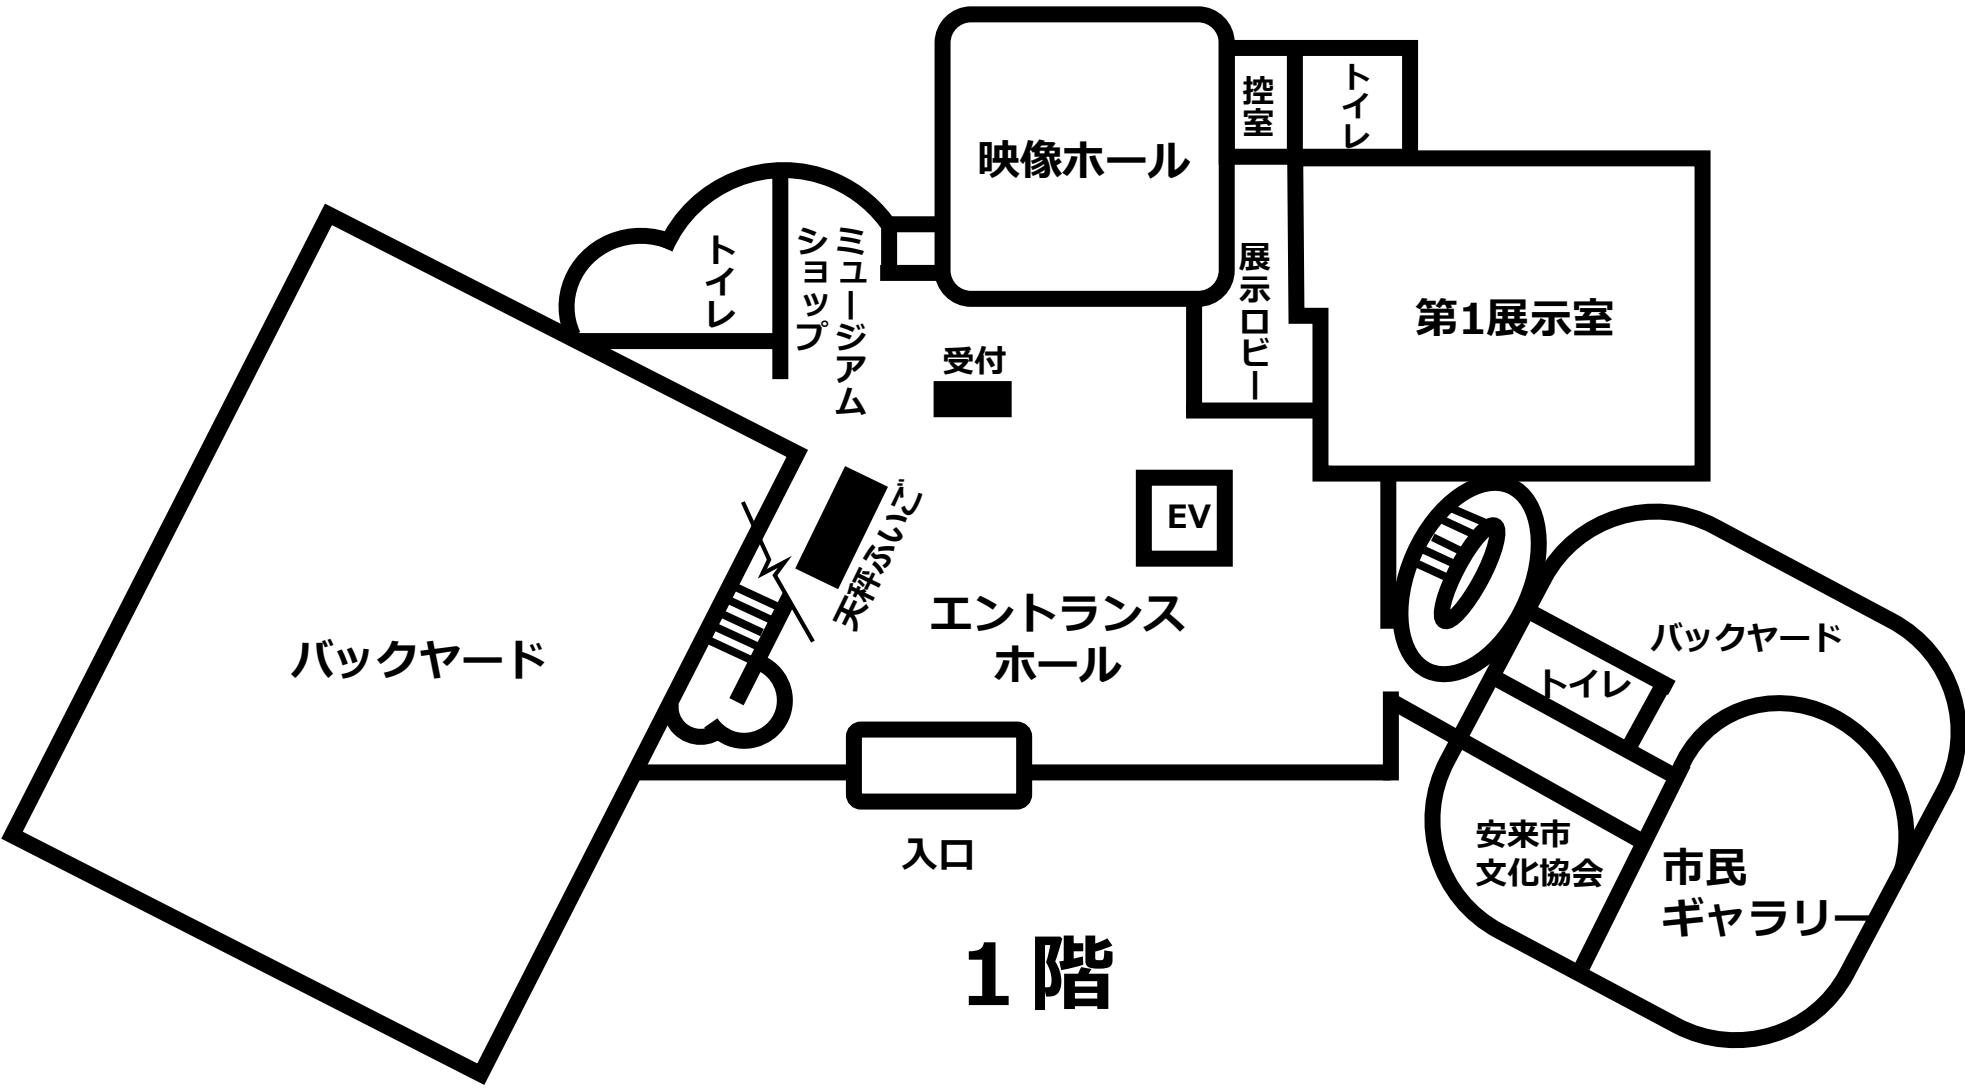 映像ホール
控室
トイレ
トイレ
ミュージアム
ショップ
展示ロビー
第1展示室
受付
天秤ふいご
EV
エントランス
ホール
バックヤード
バックヤード
トイレ
入口
安来市
文化協会
市民
ギャラリー
1階